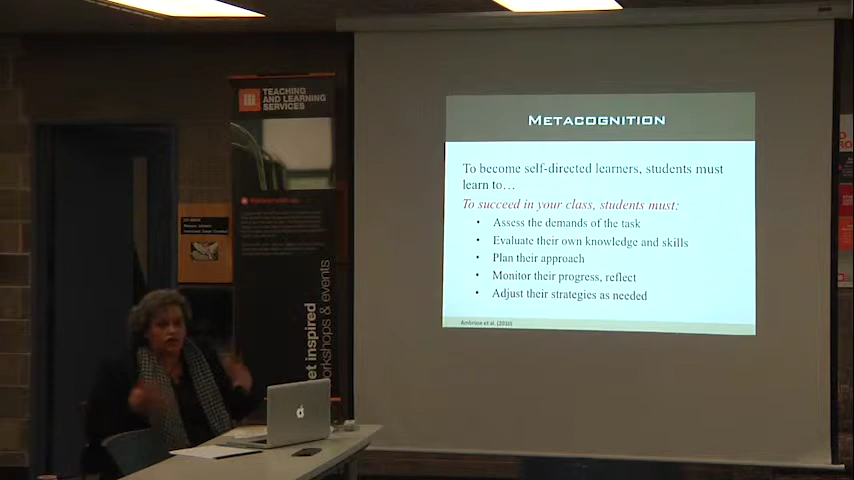 TEACHING
AND LEARNING
SERVICES
et inspired
orkshops & events
METACOGNITION
To become self-directed learners, students must
learn to…
To succeed in your class, students must:
• Assess the demands of the task
• Evaluate their own knowledge and skills
• Plan their approach
• Monitor their progress, reflect
• Adjust their strategies as needed
Ambrose et al. (2010)